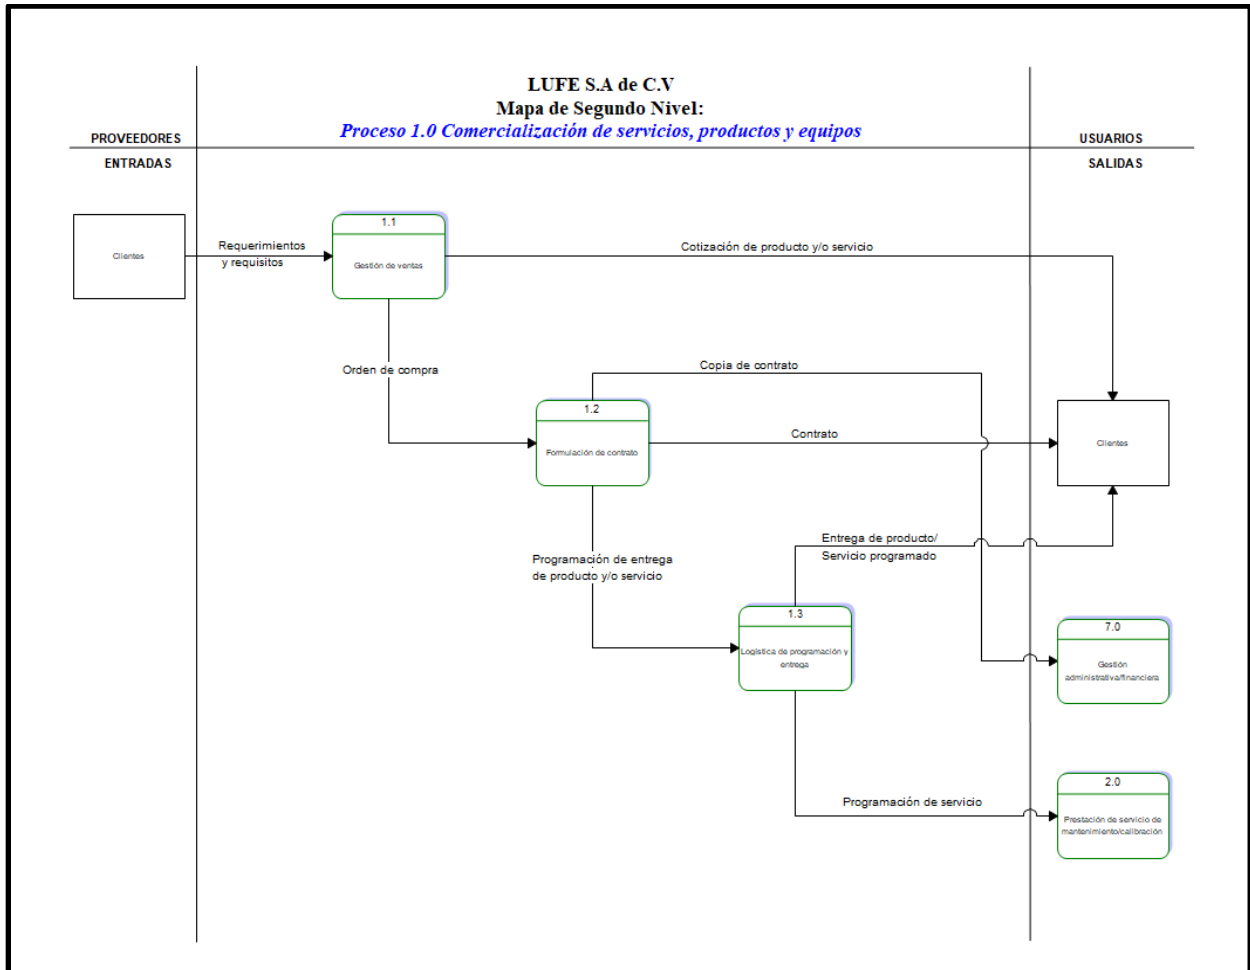 LUFE S.A de C.V
Mapa de Segundo Nivel:
Proceso 1.0 Comercialización de servicios, productos y equipos
PROVEEDORES
USUARIOS
ENTRADAS
SALIDAS
Clientes
Requerimientos
y requisitos
1.1
Gestión de ventas
Cotización de producto y/o servicio
Orden de compra
Copia de contrato
1.2
Formulación de contrato
Contrato
Clientes
Programación de entrega
de producto y/o servicio
Entrega de producto/
Servicio programado
1.3
Logística de programación y
entrega
7.0
Gestión
administrativa/financiera
Programación de servicio
2.0
Prestación de servicio de
mantenimiento/calibración